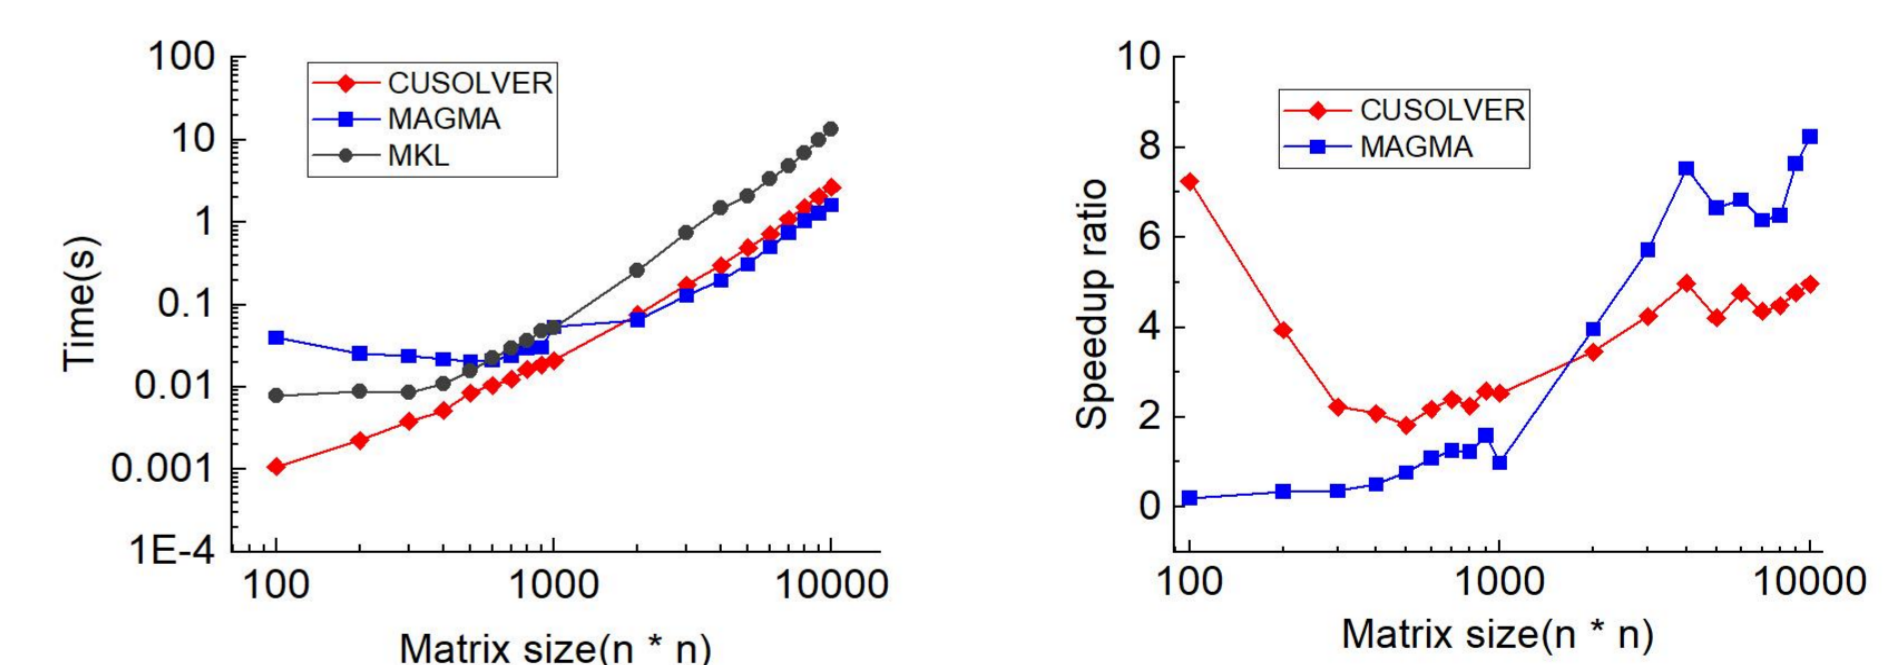 100
10
1
0.1
0.01
0.001
1E-4
Time(s)
CUSOLVER
MAGMA
MKL
100 1000 10000
Matrix size(n * n)
10
8
6
4
2
0
Speedup ratio
CUSOLVER
MAGMA
100 1000 10000
Matrix size(n * n)